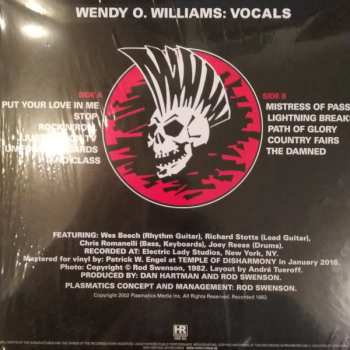 WENDY O. WILLIAMS: VOCALS
SIDE A
PUT YOUR LOVE IN ME
STOP
ROCK N ROLL
NO CLASS
SIDE B
MISTRESS OF PASS
LIGHTNING BREAK
PATH OF GLORY
COUNTRY FAIRS
THE DAMNED
FEATURING: Wes Beech (Rhythm Guitar), Richard Stotts (Lead Guitar),
Chris Romanelli (Bass, Keyboards), Joey Reese (Drums).
RECORDED AT: Electric Lady Studios, New York, NY.
Mastered for vinyl by: Patrick W. Engel at TEMPLE OF DISHARMONY in January 2016.
Photo: Copyright © Rod Swenson, 1982. Layout by André Tueroff.
PRODUCED BY: DAN HARTMAN AND ROD SWENSON.
PLASMATICS CONCEPT AND MANAGEMENT: ROD SWENSON.
Copyright 2002 Plasmatics Media Inc. All Rights Reserved. Recorded 1982.
HR